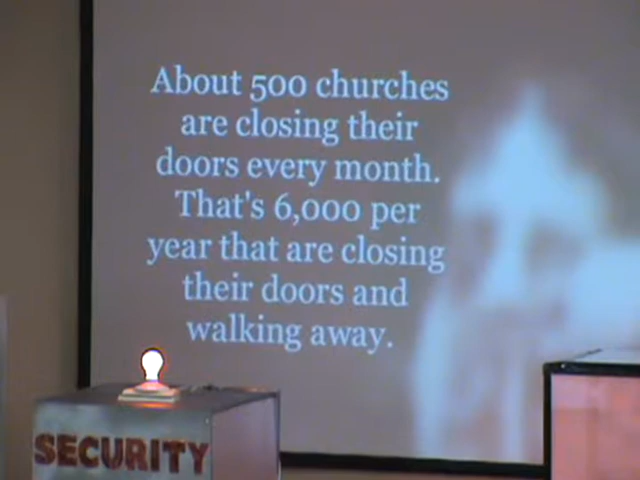 About 500 churches
are closing their
doors every month.
That's 6,000 per
year that are closing
their doors and
walking away.
SECURITY